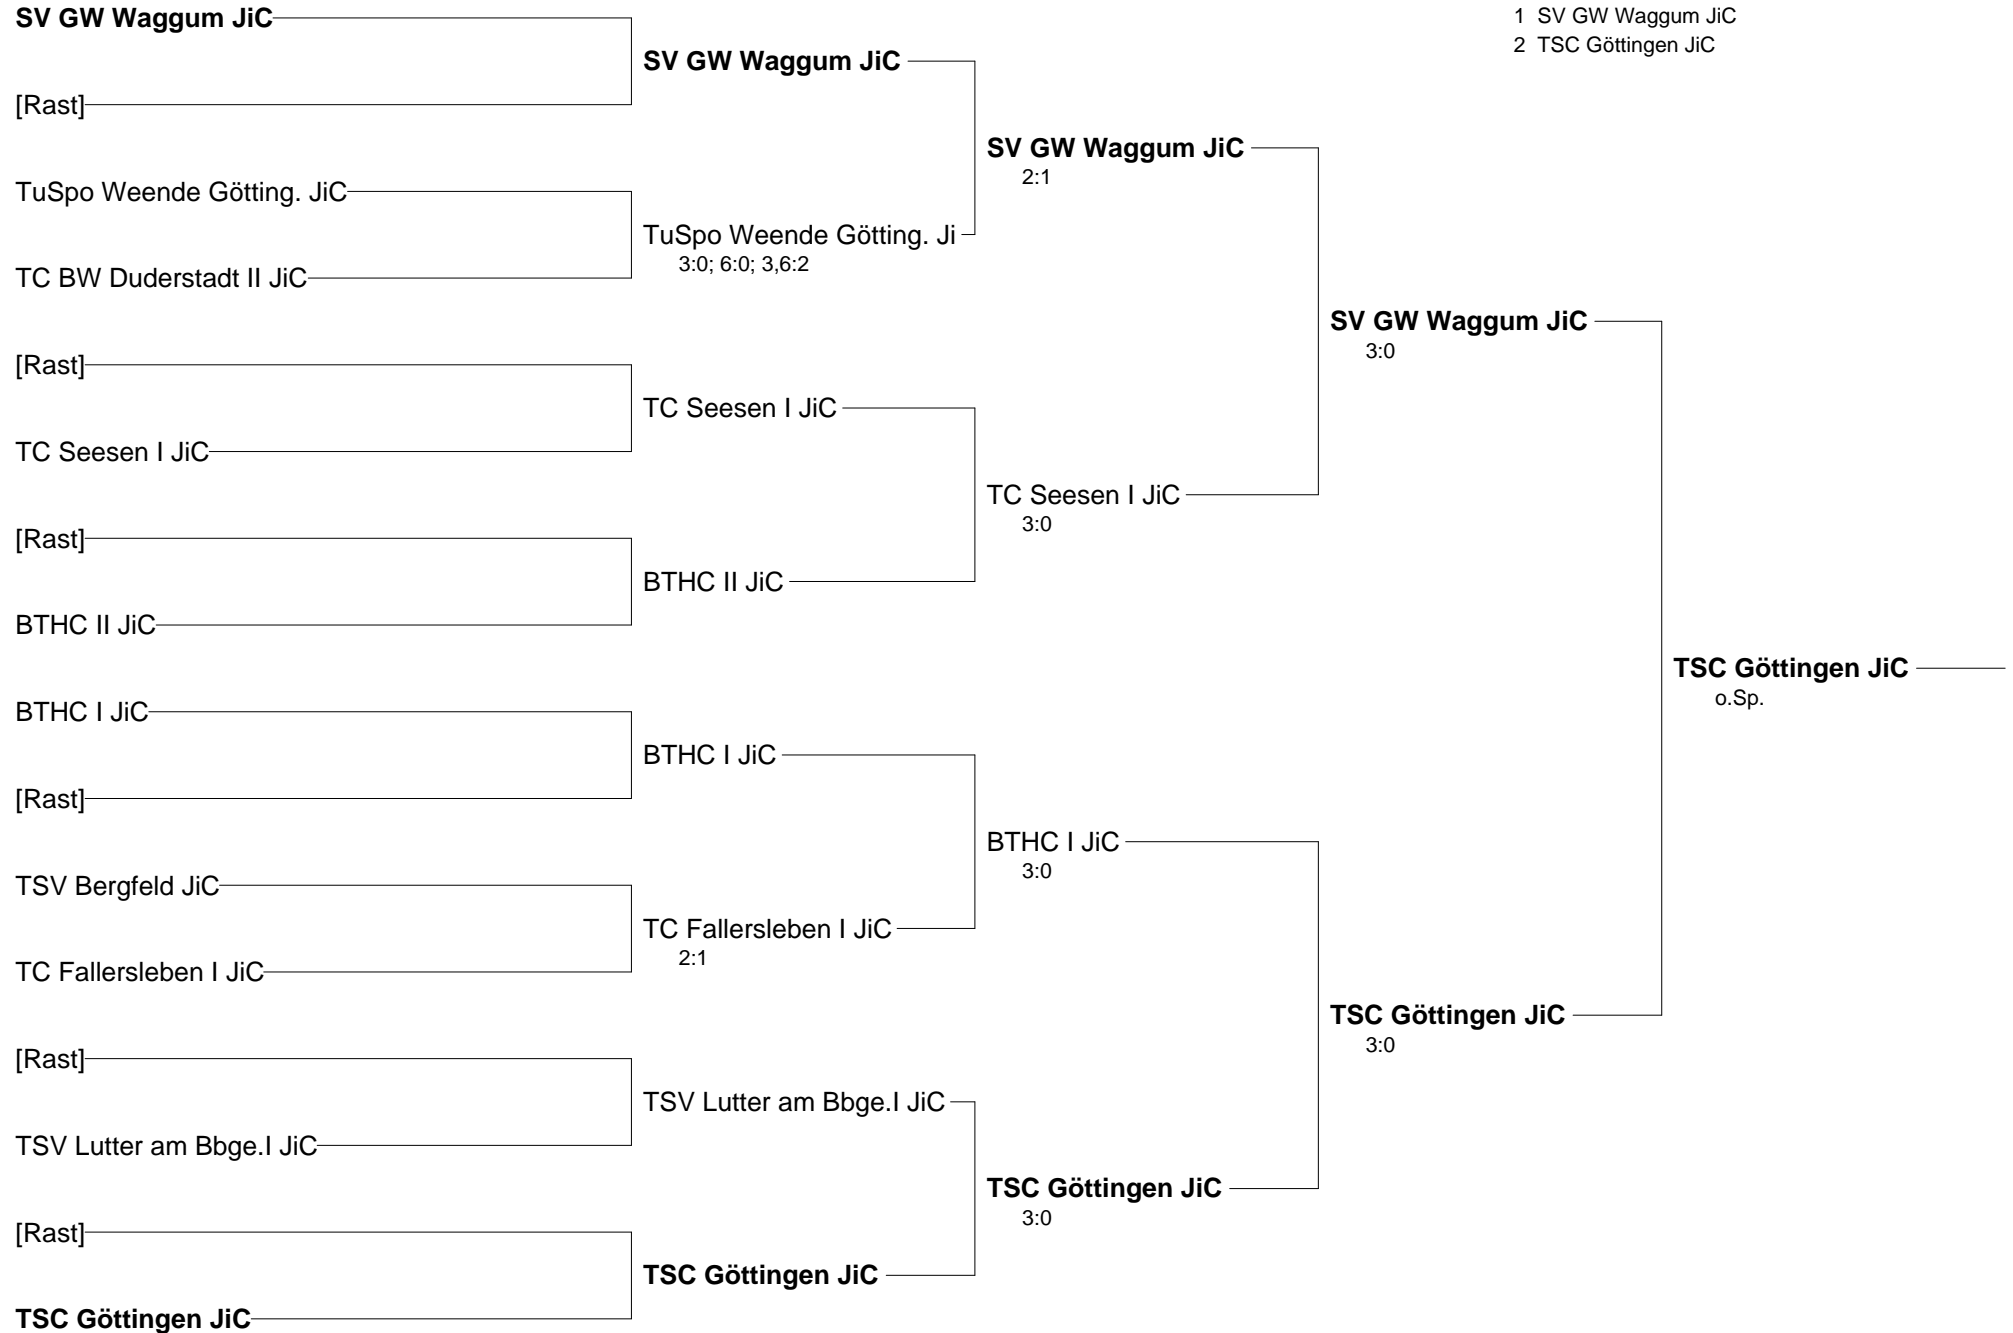 SV GW Waggum JiC
[Rast]
TuSpo Weende Götting. JiC
TC BW Duderstadt II JiC
[Rast]
TC Seesen I JiC
[Rast]
BTHC II JiC
BTHC I JiC
[Rast]
TSV Bergfeld JiC
TC Fallersleben I JiC
[Rast]
TSV Lutter am Bbge.I JiC
[Rast]
TSC Göttingen JiC
SV GW Waggum JiC
TuSpo Weende Götting. Ji
3:0; 6:0; 3,6:2
TC Seesen I JiC
BTHC II JiC
BTHC I JiC
TC Fallersleben I JiC
2:1
TSV Lutter am Bbge.I JiC
TSC Göttingen JiC
SV GW Waggum JiC
2:1
TC Seesen I JiC
3:0
BTHC I JiC
3:0
TSC Göttingen JiC
3:0
SV GW Waggum JiC
3:0
TSC Göttingen JiC
3:0
TSC Göttingen JiC
o.Sp.
1 SV GW Waggum JiC
2 TSC Göttingen JiC